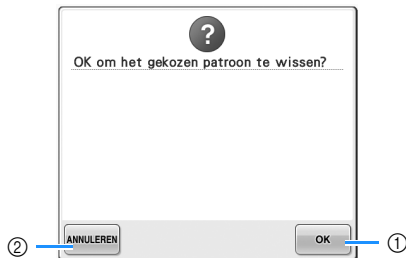 ?
OK om het gekozen patroon te wissen?
② ANNULEREN OK ①